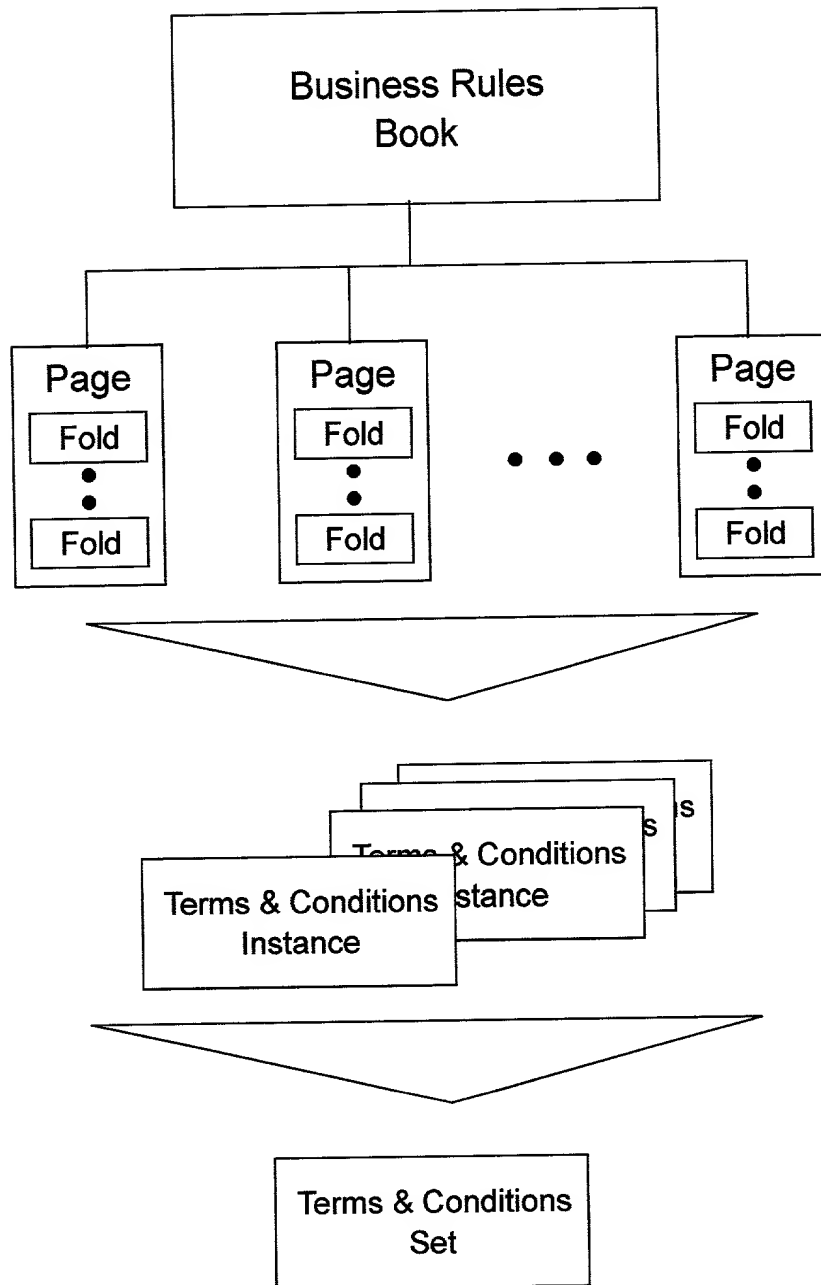 Business Rules
Book
Page
Fold
Fold
Page
Fold
Fold
Page
Fold
Fold
Terms & Conditions
Instance
Terms & Conditions
Set
Terms & Conditions